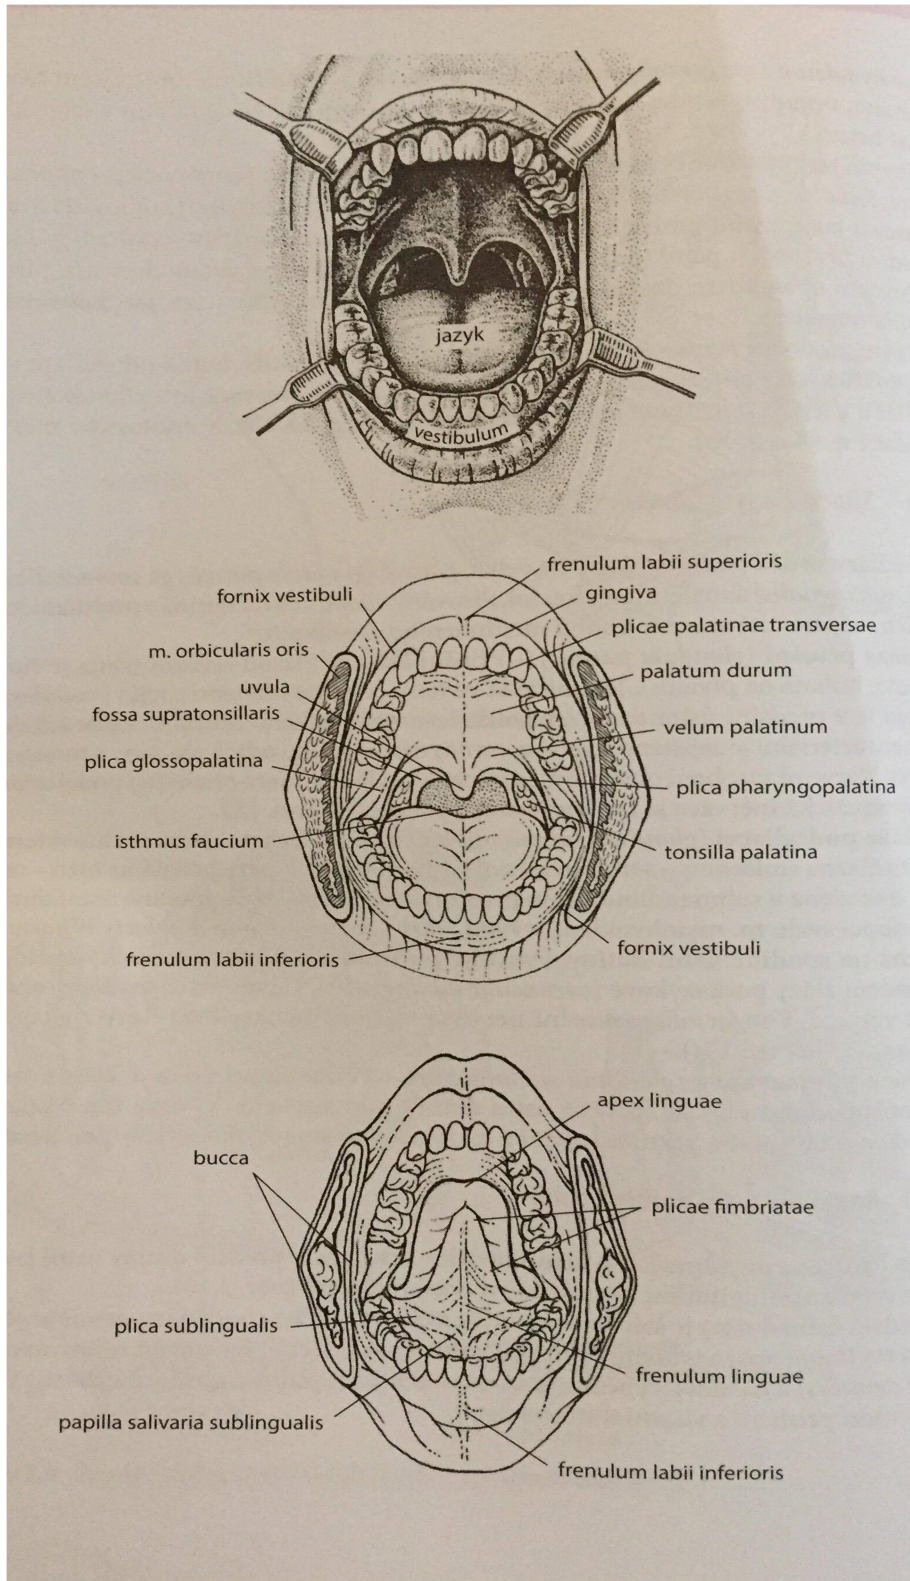 jazyk
vestibulum
frenulum labii superioris
fornix vestibuli
gingiva
plicae palatinae transversae
m. orbicularis oris
palatum durum
uvula
fossa supratonsillaris
velum palatinum
plica glossopalatina
plica pharyngopalatina
isthmus faucium
tonsilla palatina
fornix vestibuli
frenulum labii inferioris
apex linguae
bucca
plicae fimbriatae
plica sublingualis
frenulum linguae
papilla salivaria sublingualis
frenulum labii inferioris